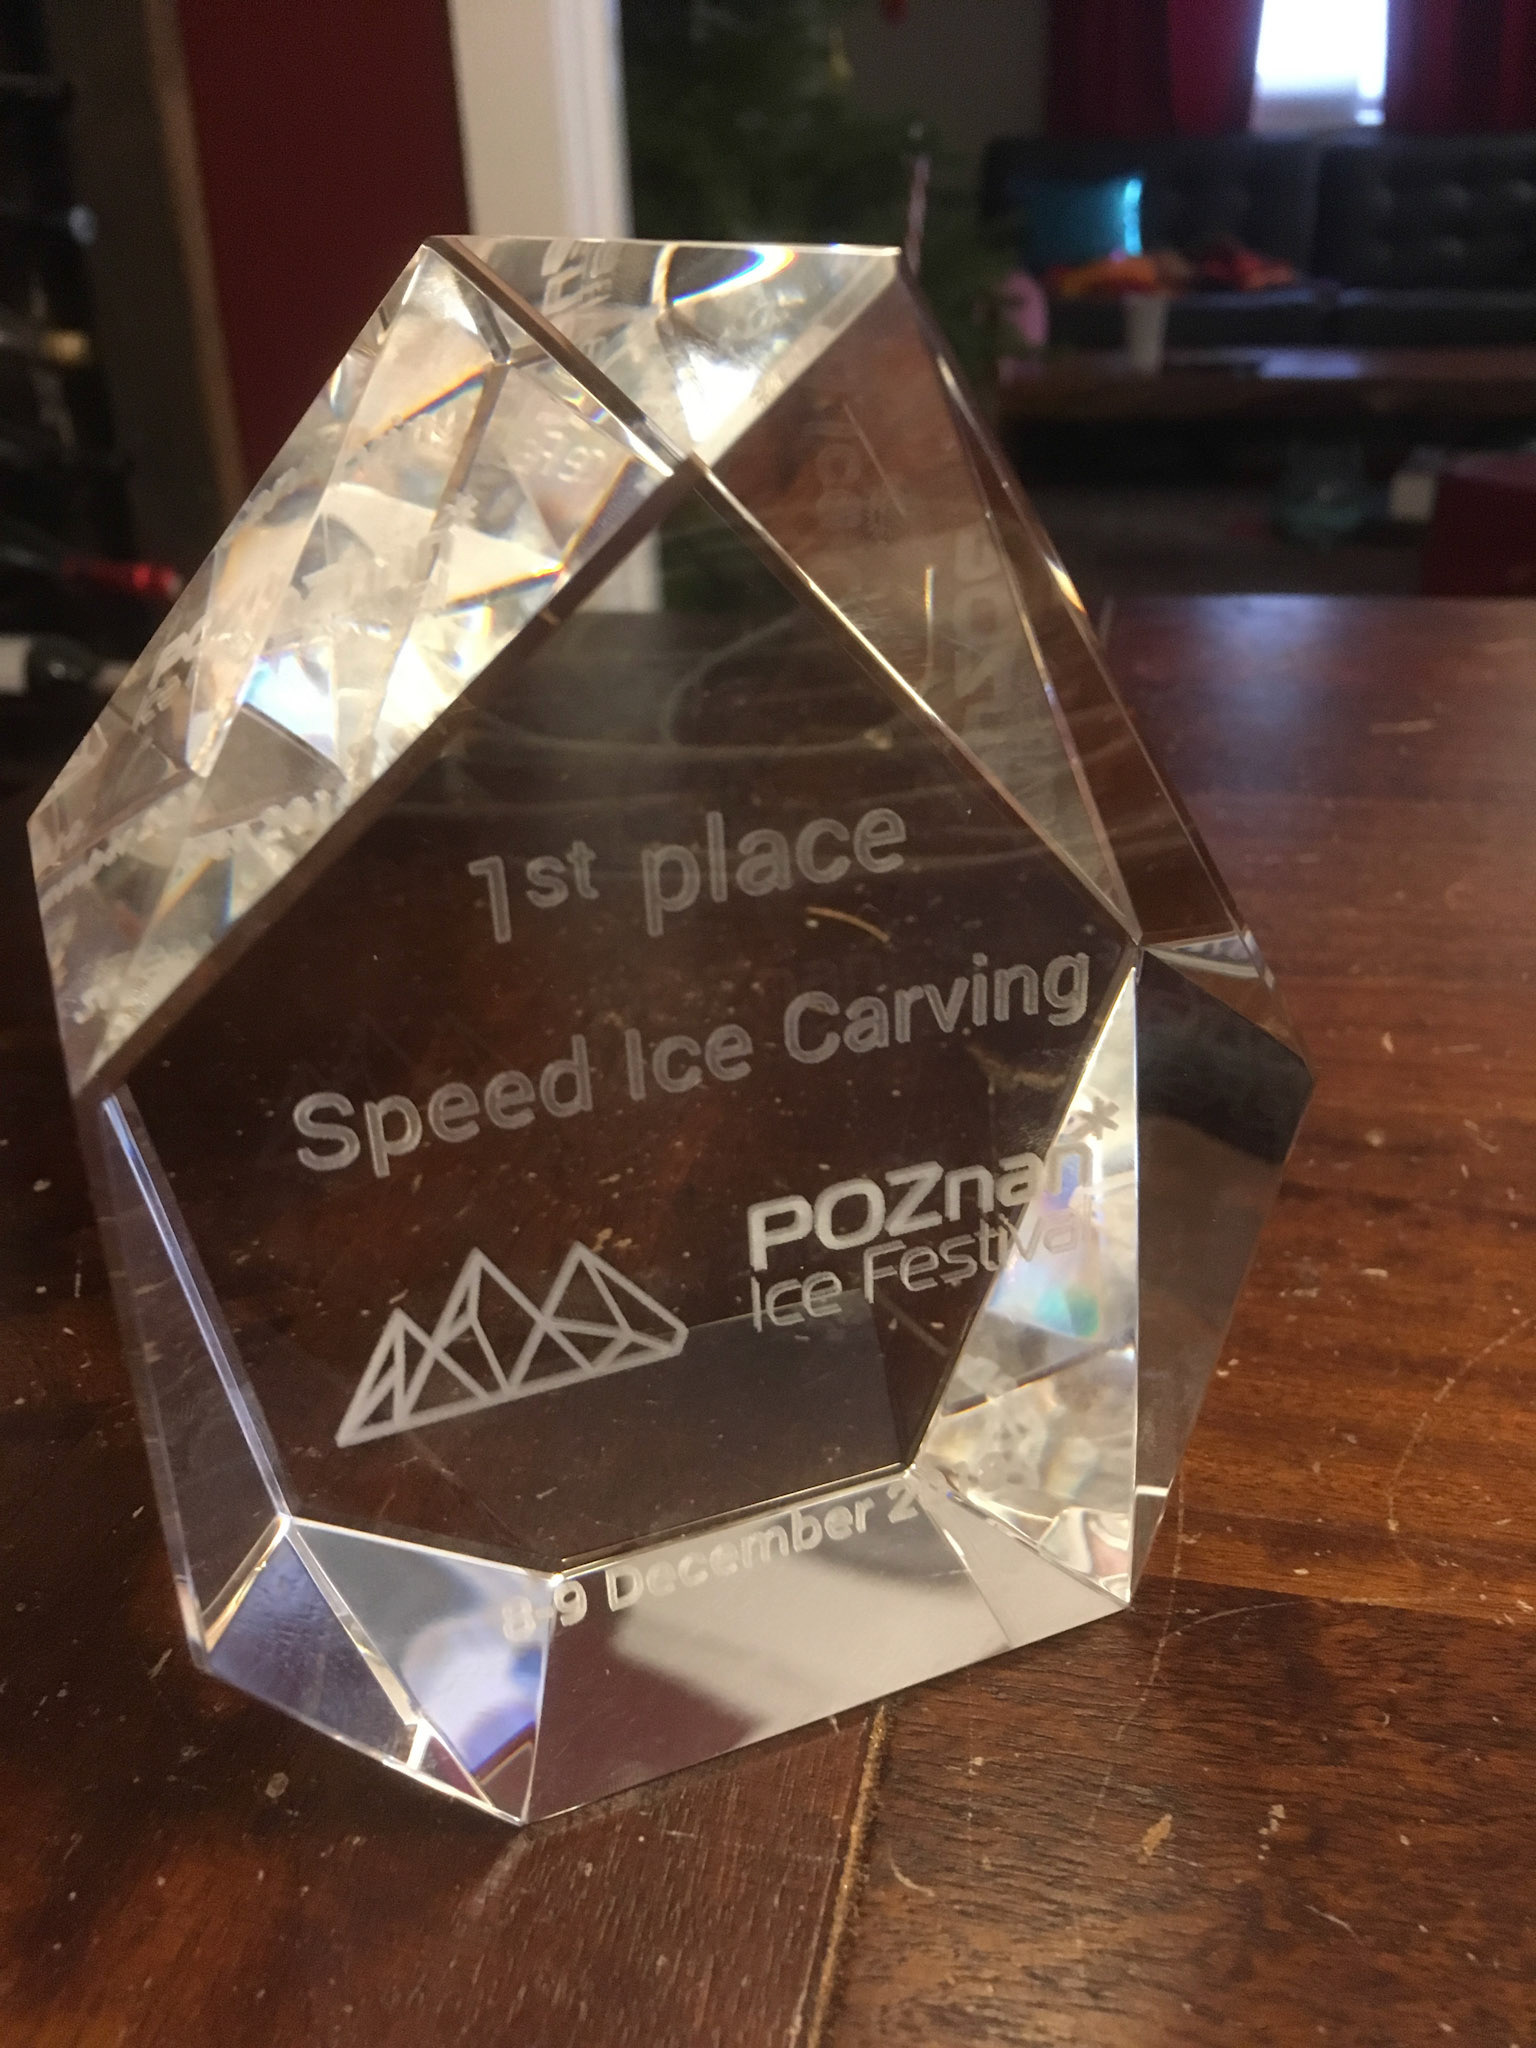 1st place
Speed Ice Carving
POZnan*
Ice Festival
8-9 December